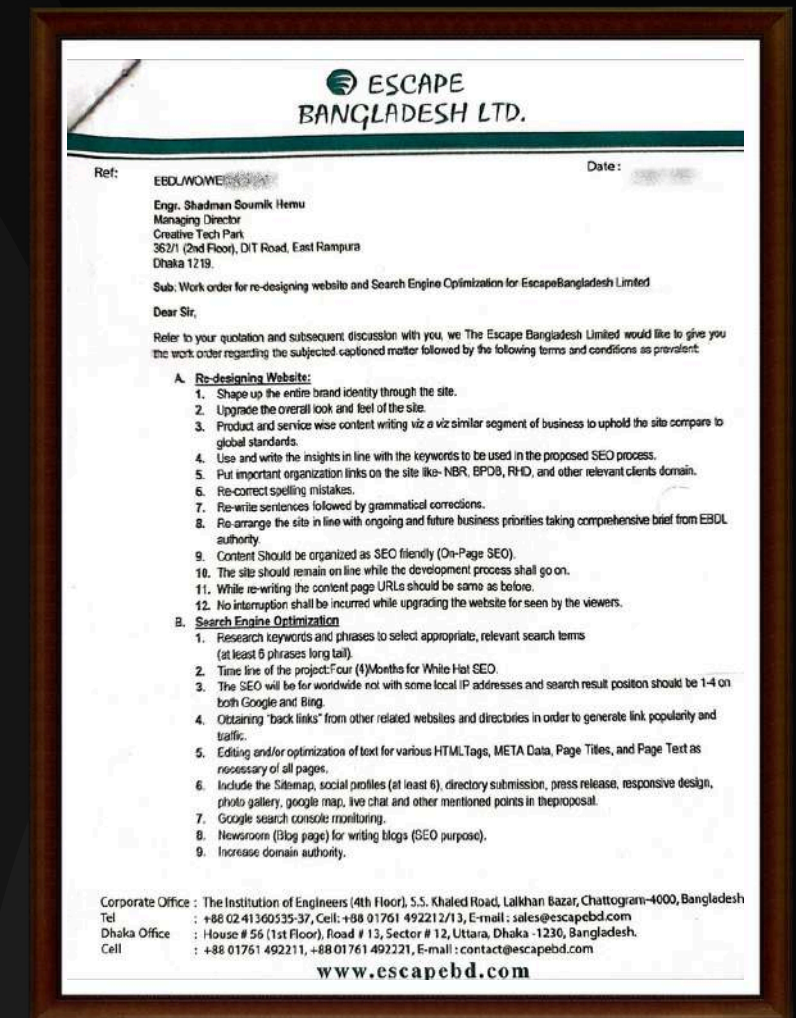 ESCAPE
BANGLADESH LTD.
Ref:
Date :
EBDL/WO/WE
Engr. Shadman Soumik Hemu
Managing Director
Creative Tech Park
362/1 (2nd Floor), DIT Road, East Rampura
Dhaka 1219.
Sub: Work order for re-designing website and Search Engine Optimization for EscapeBangladesh Limted
Dear Sir,
Refer to your quotation and subsequent discussion with you, we The Escape Bangladesh Limited would like to give you
the work order regarding the subjected captioned matter followed by the following terms and conditions as prevalent
A. Re-designing Website:
1. Shape up the entire brand identity through the site.
2. Upgrade the overall look and feel of the site.
3. Product and service wise content writing viz a viz similar segment of business to uphold the site compare to
global standards.
4. Use and write the insights in line with the keywords to be used in the proposed SEO process.
5. Put important organization links on the site like- NBR, BPDB, RHD, and other relevant clients domain.
6. Re-correct spelling mistakes.
7. Re-write sentences followed by grammatical corrections.
8. Re-arrange the site in line with ongoing and future business priorities taking comprehensive brief from EBDL
authority.
9. Content Should be organized as SEO friendly (On-Page SEO).
10. The site should remain on line while the development process shall go on.
11. While re-writing the content page URLs should be same as before.
12. No interruption shall be incurred while upgrading the website for seen by the viewers.
B. Search Engine Optimization
1. Research keywords and phrases to select appropriate, relevant search terms
(at least 6 phrases long tail).
2. Time line of the project:Four (4)Months for White Hat SEO.
3. The SEO will be for worldwide not with some local IP addresses and search result position should be 1-4 on
both Google and Bing.
4. Obtaining "back links" from other related websites and directories in order to generate link popularity and
traffic.
5. Editing and/or optimization of text for various HTMLTags, META Data, Page Titles, and Page Text as
necessary of all pages.
6. Include the Sitemap, social profiles (at least 6), directory submission, press release, responsive design,
photo gallery, google map, live chat and other mentioned points in theproposal.
7. Google search console monitoring.
8. Newsroom (Blog page) for writing blogs (SEO purpose).
9. Increase domain authority.
Corporate Office : The Institution of Engineers (4th Floor), S.S. Khaled Road, Lalkhan Bazar, Chattogram-4000, Bangladesh
Tel : +88 02 41360535-37, Cell: +88 01761 492212/13, E-mail : sales@escapebd.com
Dhaka Office : House # 56 (1st Floor), Road # 13, Sector # 12, Uttara, Dhaka -1230, Bangladesh.
Cell : +88 01761 492211, +88 01761 492221, E-mail : contact@escapebd.com
www.escapebd.com